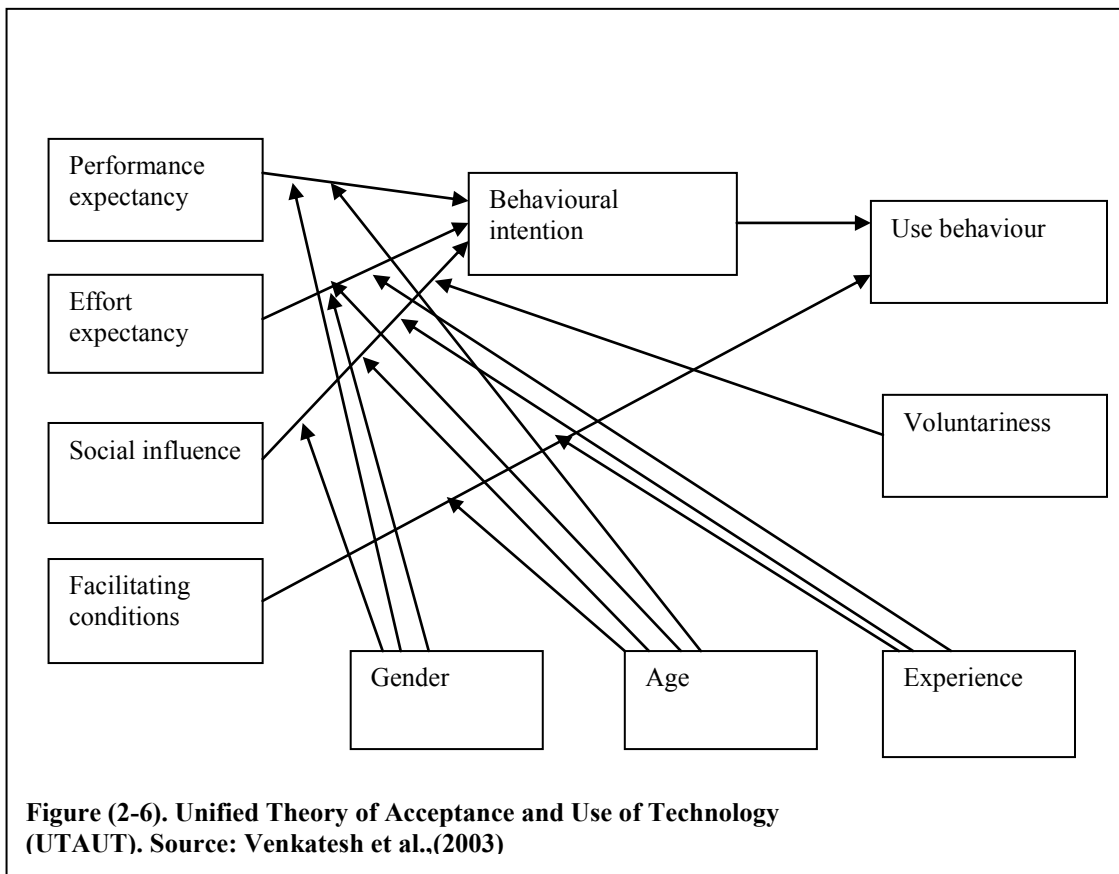 Performance
expectancy
Behavioural
intention
Use behaviour
Effort
expectancy
Social influence
Voluntariness
Facilitating
conditions
Gender
Age
Experience
Figure (2-6). Unified Theory of Acceptance and Use of Technology
(UTAUT). Source: Venkatesh et al.,(2003)